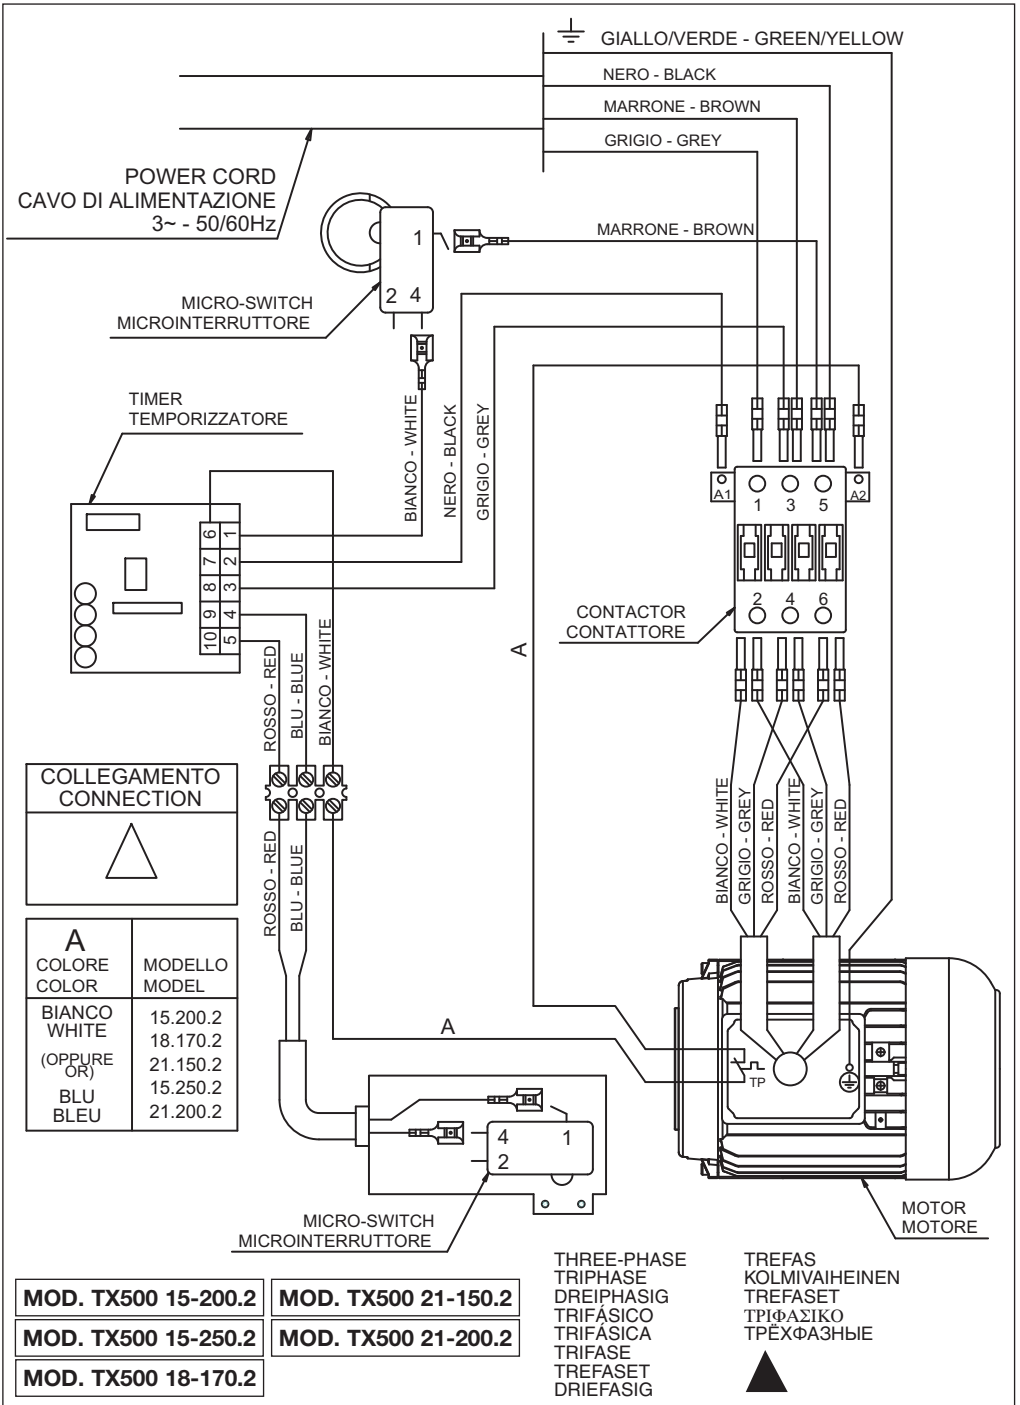 GIALLO/VERDE - GREEN/YELLOW
NERO - BLACK
MARRONE - BROWN
GRIGIO - GREY
POWER CORD
CAVO DI ALIMENTAZIONE
3~ - 50/60Hz
1
2 4
MARRONE - BROWN
MICRO-SWITCH
MICROINTERRUTTORE
TIMER
TEMPORIZZATORE
BIANCO - WHITE
NERO - BLACK
GRIGIO - GREY
A1
1 3 5
A2
2 4 6
CONTACTOR
CONTATTORE
6 1
7 2
8 3
9 4
10 5
A
ROSSO - RED
BLU - BLUE
BIANCO - WHITE
COLLEGAMENTO
CONNECTION
ROSSO - RED
BLU - BLUE
BIANCO - WHITE
GRIGIO - GREY
ROSSO - RED
BIANCO - WHITE
GRIGIO - GREY
ROSSO - RED
A
COLORE
COLOR
MODELLO
MODEL
BIANCO
WHITE
(OPPURE
OR)
BLU
BLEU
15.200.2
18.170.2
21.150.2
15.250.2
21.200.2
A
TP
4 1
2
MICRO-SWITCH
MICROINTERRUTTORE
MOTOR
MOTORE
MOD. TX500 15-200.2
MOD. TX500 21-150.2
MOD. TX500 15-250.2
MOD. TX500 21-200.2
MOD. TX500 18-170.2
THREE-PHASE
TRIPHASE
DREIPHASIG
TRIFÁSICO
TRIFÁSICA
TRIFASE
TREFASET
DRIEFASIG
TREFAS
KOLMIVAIHEINEN
TREFASET
ΤΡΙΦΑΣΙΚΟ
ТРЁХФАЗНЫЕ